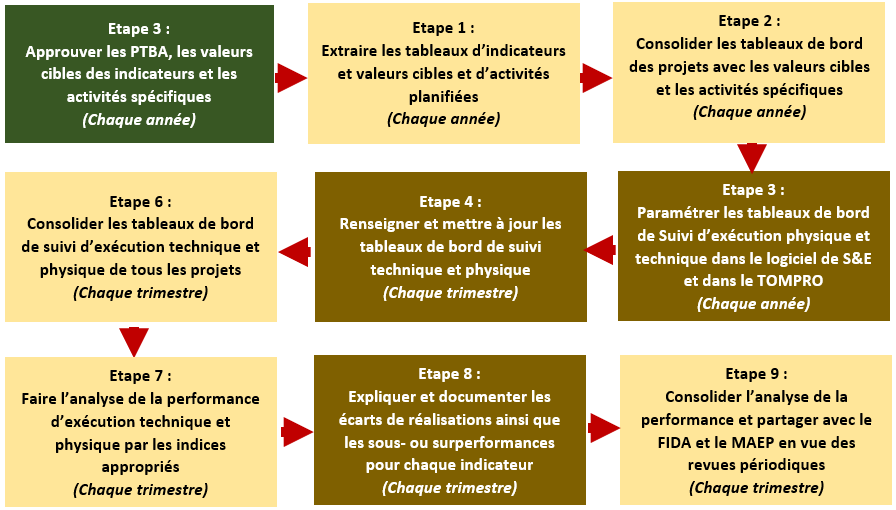 Etape 3 :
Approuver les PTBA, les valeurs
cibles des indicateurs et les
activités spécifiques
(Chaque année)
Etape 1 :
Extraire les tableaux d’indicateurs
et valeurs cibles et d’activités
planifiées
(Chaque année)
Etape 2 :
Consolider les tableaux de bord
des projets avec les valeurs cibles
et les activités spécifiques
(Chaque année)
Etape 3 :
Paramétrer les tableaux de bord
de Suivi d’exécution physique et
technique dans le logiciel de S&E
et dans le TOMPRO
(Chaque année)
Etape 4 :
Renseigner et mettre à jour les
tableaux de bord de suivi
technique et physique
(Chaque trimestre)
Etape 6 :
Consolider les tableaux de bord
de suivi d’exécution technique et
physique de tous les projets
(Chaque trimestre)
Etape 7 :
Faire l’analyse de la performance
d’exécution technique et
physique par les indices
appropriés
(Chaque trimestre)
Etape 8 :
Expliquer et documenter les
écarts de réalisations ainsi que
les sous- ou surperformances
pour chaque indicateur
(Chaque trimestre)
Etape 9 :
Consolider l’analyse de la
performance et partager avec le
FIDA et le MAEP en vue des
revues périodiques
(Chaque trimestre)